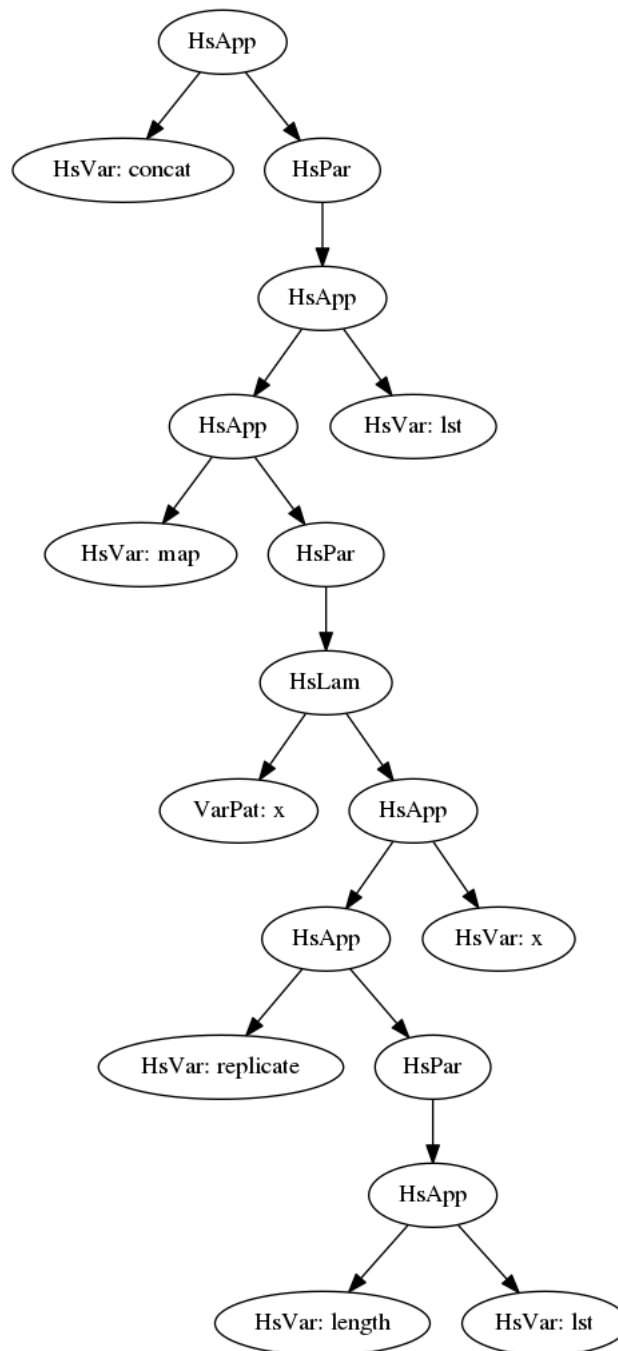 HsApp
HsVar: concat
HsPar
HsApp
HsApp
HsVar: lst
HsVar: map
HsPar
HsLam
VarPat: x
HsApp
HsApp
HsVar: x
HsVar: replicate
HsPar
HsApp
HsVar: length
HsVar: lst